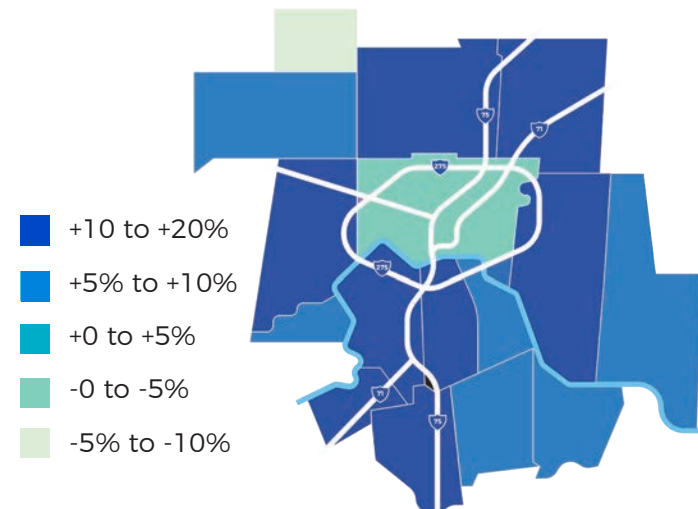 75
71
275
+10 to +20%
+5% to +10%
275
+0 to +5%
-0 to -5%
71
75
-5% to -10%